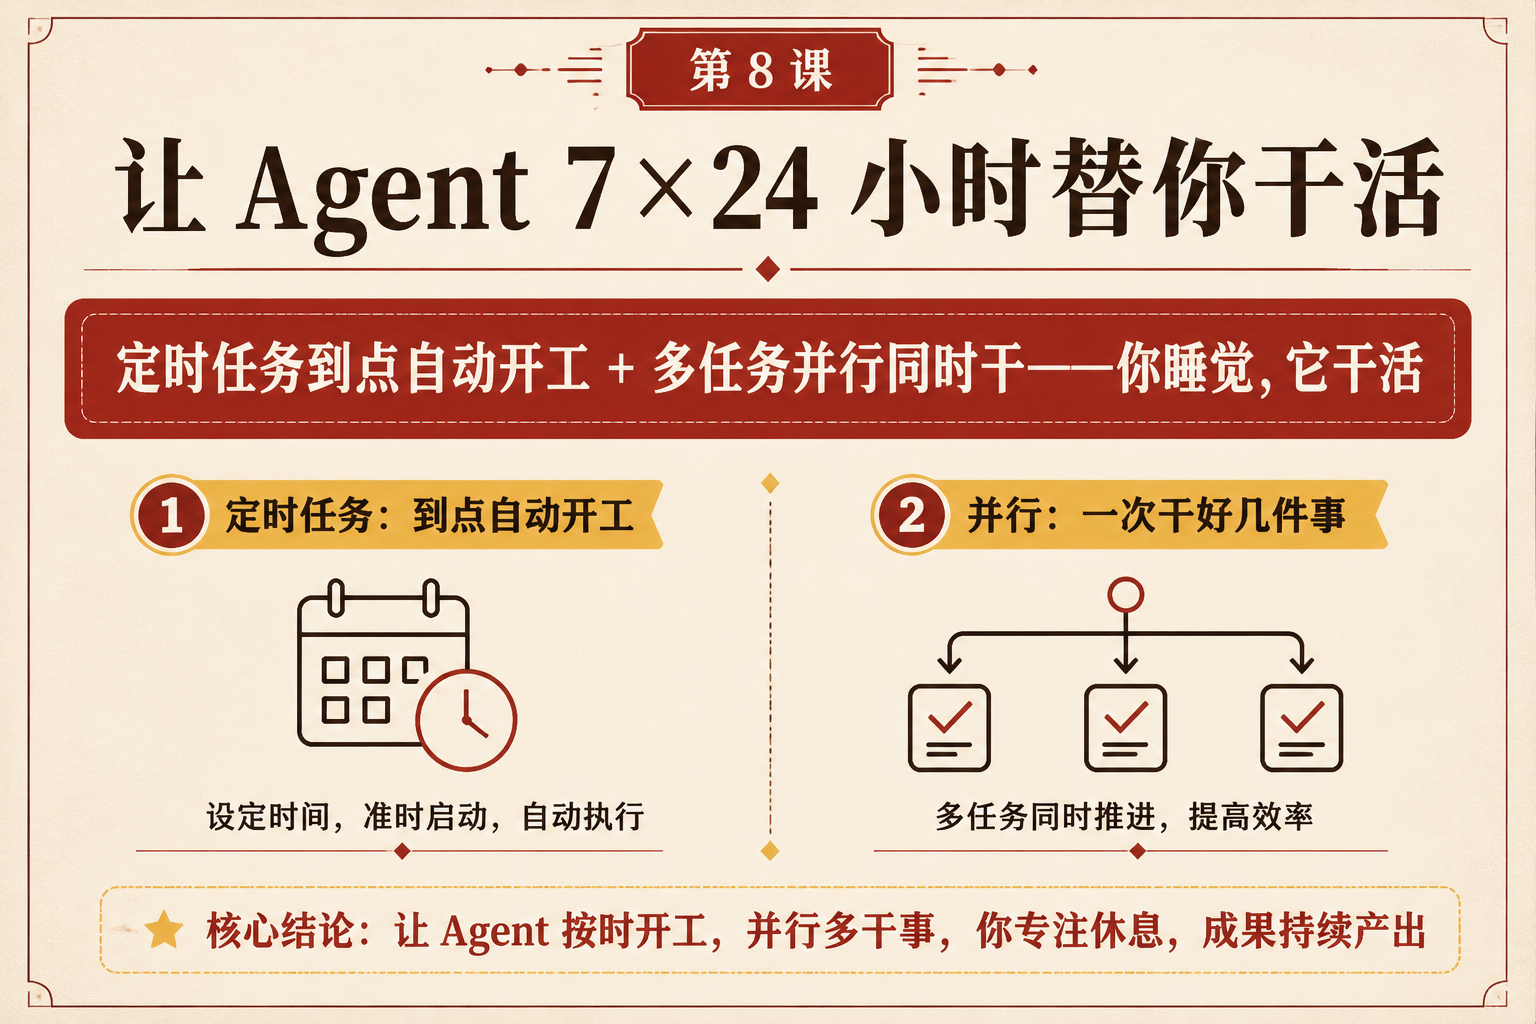 第 8 课
让 Agent 7×24 小时替你干活
定时任务到点自动开工 + 多任务并行同时干——你睡觉, 它干活
1 定时任务：到点自动开工
设定时间，准时启动，自动执行
2 并行：一次干好几件事
多任务同时推进，提高效率
核心结论：让 Agent 按时开工，并行多干事，你专注休息，成果持续产出